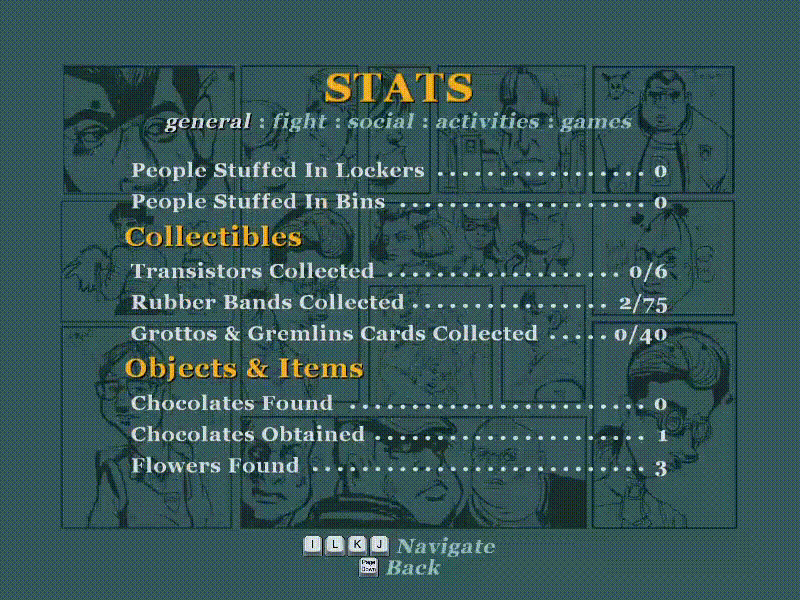 STATS
general : fight : social : activities : games
People Stuffed In Lockers . . . . . . . . . . . . . . . . . 0
People Stuffed In Bins . . . . . . . . . . . . . . . . . . . . 0
Collectibles
Transistors Collected . . . . . . . . . . . . . . . . . . . 0/6
Rubber Bands Collected . . . . . . . . . . . . . . . . 2/75
Grottos & Gremlins Cards Collected . . . . . 0/40
Objects & Items
Chocolates Found . . . . . . . . . . . . . . . . . . . . . . . . 0
Chocolates Obtained . . . . . . . . . . . . . . . . . . . . . . 1
Flowers Found . . . . . . . . . . . . . . . . . . . . . . . . . . . 3
I L K J Navigate
Page Down Back